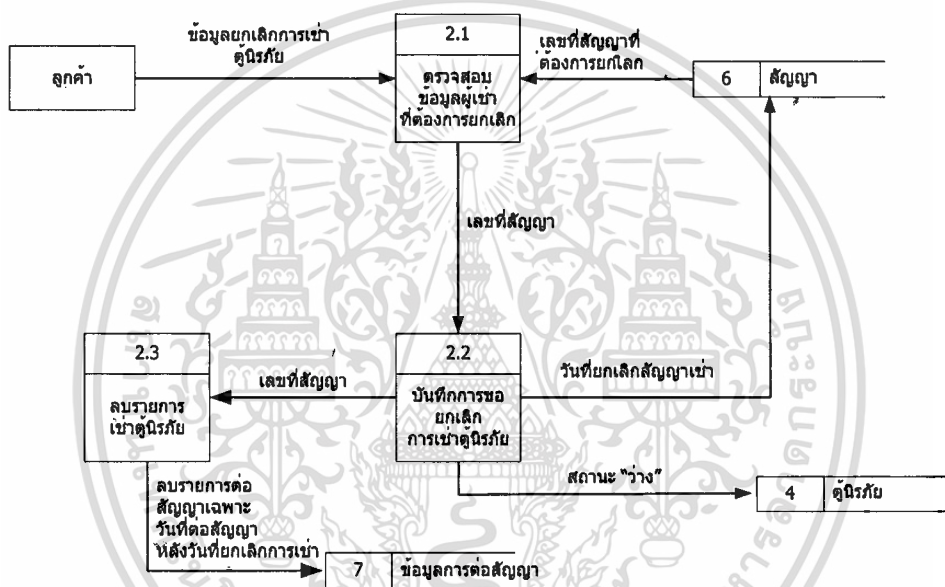 ข้อมูลยกเลิกการเช่า
ตู้นิรภัย
ลูกค้า
2.1
ตรวจสอบ
ข้อมูลผู้เช่า
ที่ต้องการยกเลิก
เลขที่สัญญาที่
ต้องการยกโลก
6 สัญญา
เลขที่สัญญา
2.3
ลบรายการ
เช่าตู้นิรภัย
เลขที่สัญญา
2.2
บันทึกการขอ
ยกเลิก
การเช่าตู้นิรภัย
วันที่ยกเลิกสัญญาเช่า
สถานะ "ว่าง"
4 ตู้นิรภัย
ลบรายการต่อ
สัญญาเฉพาะ
วันที่ต่อสัญญา
หลังวันที่ยกเลิกการเช่า
7 ข้อมูลการต่อสัญญา